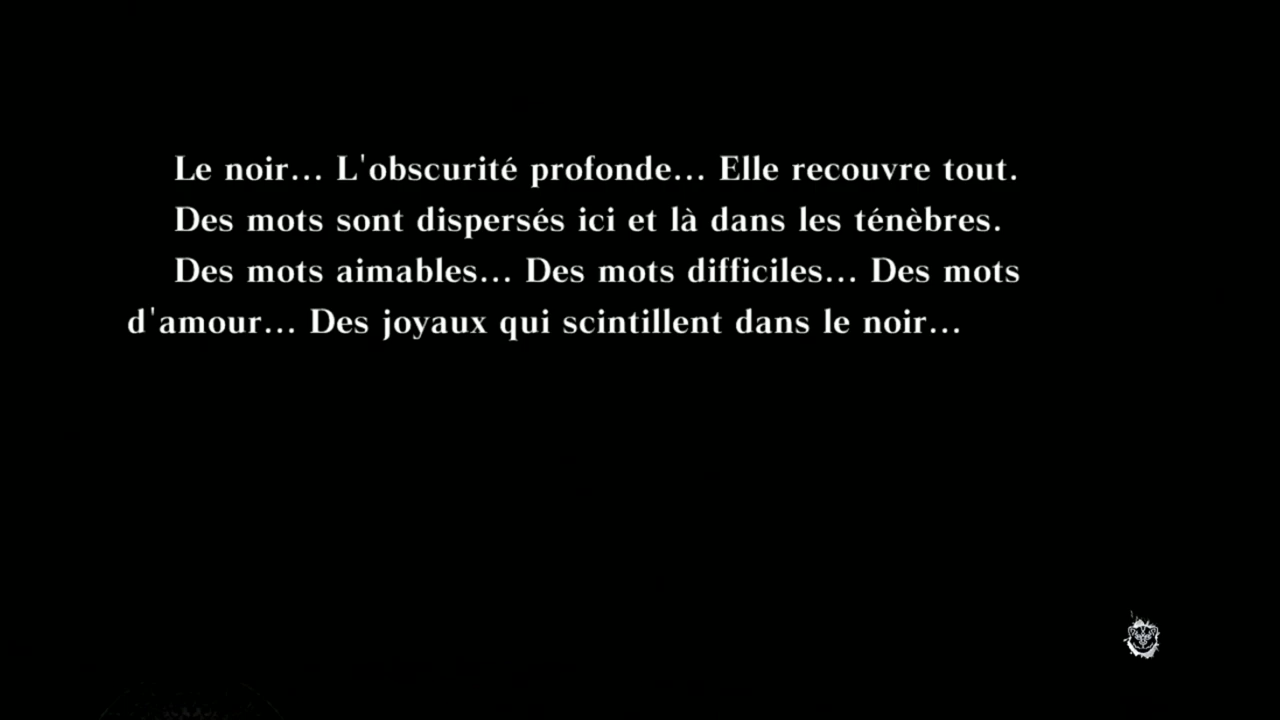 Le noir... L'obscurité profonde... Elle recouvre tout.
Des mots sont dispersés ici et là dans les ténèbres.
Des mots aimables... Des mots difficiles... Des mots
d'amour... Des joyaux qui scintillent dans le noir...